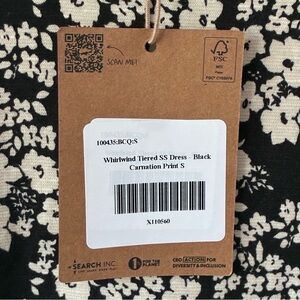 SCAN ME!
FSC
100435:BCQ:S
Whirlwind Tiered SS Dress - Black
Carnation Print S
X110560
SEARCH INC.
1% FOR THE
PLANET
CEO ACTION FOR
DIVERSITY & INCLUSION